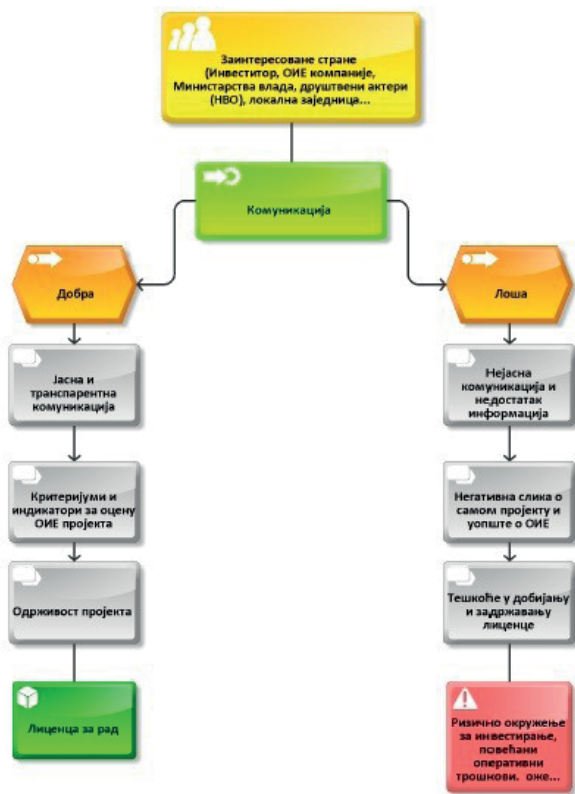 Заинтересоване стране
(Инвеститор, ОИЕ компаније,
Министарства влада, друштвени актери
(НВО), локална заједница...
Комуникација
Добра
Лоша
Јасна и
транспарентна
комуникација
Нејасна
комуникација и
недостатак
информација
Критеријуми и
индикатори за оцену
ОИЕ пројекта
Негативна слика о
самом пројекту и
уопште о ОИЕ
Одрживост пројекта
Тешкоће у добијању
и задржавању
лиценце
Лиценца за рад
Ризично окружење
за инвестирање,
повећани
оперативни
трошкови. оже...